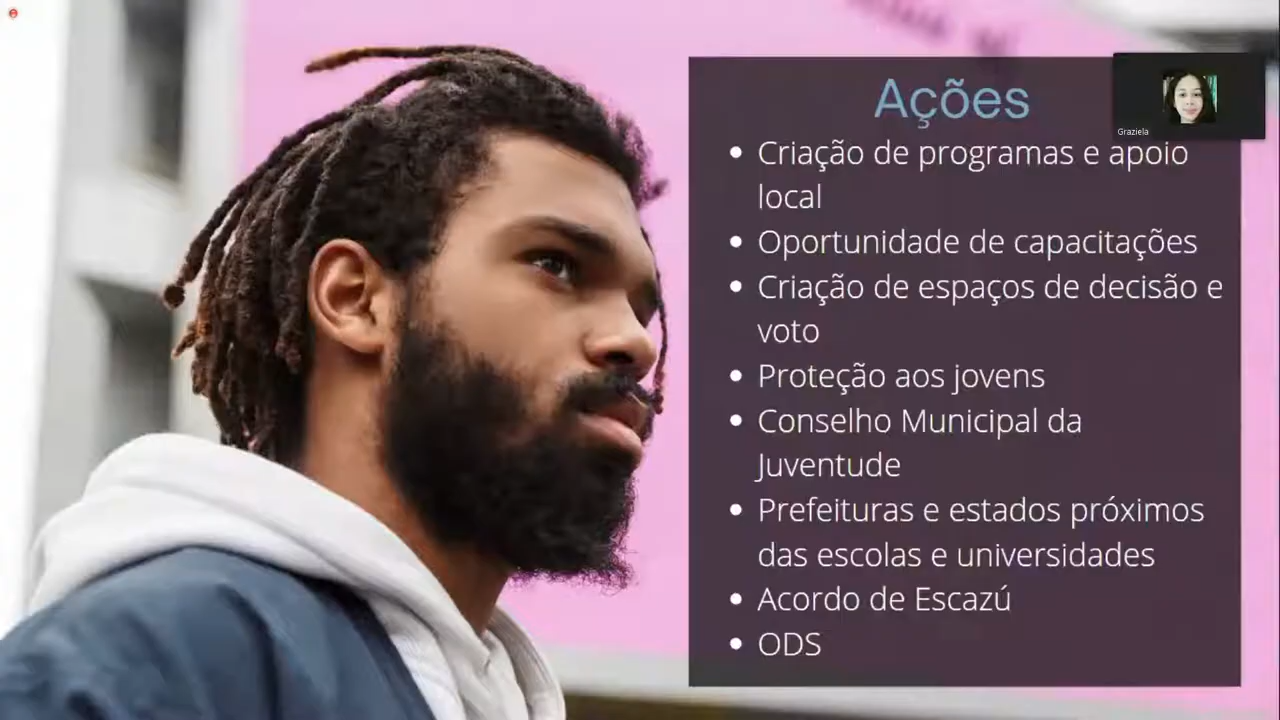 Ações
Graziela
• Criação de programas e apoio
local
• Oportunidade de capacitações
• Criação de espaços de decisão e
voto
• Proteção aos jovens
• Conselho Municipal da
Juventude
• Prefeituras e estados próximos
das escolas e universidades
• Acordo de Escazú
• ODS